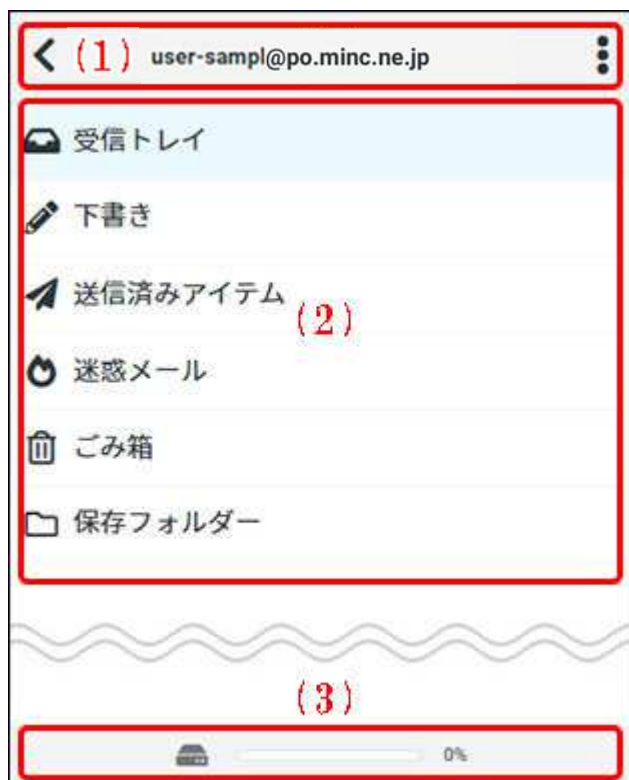 (1) user-sampl@po.minc.ne.jp
受信トレイ
下書き
送信済みアイテム
(2)
迷惑メール
ごみ箱
保存フォルダー
(3)
0%